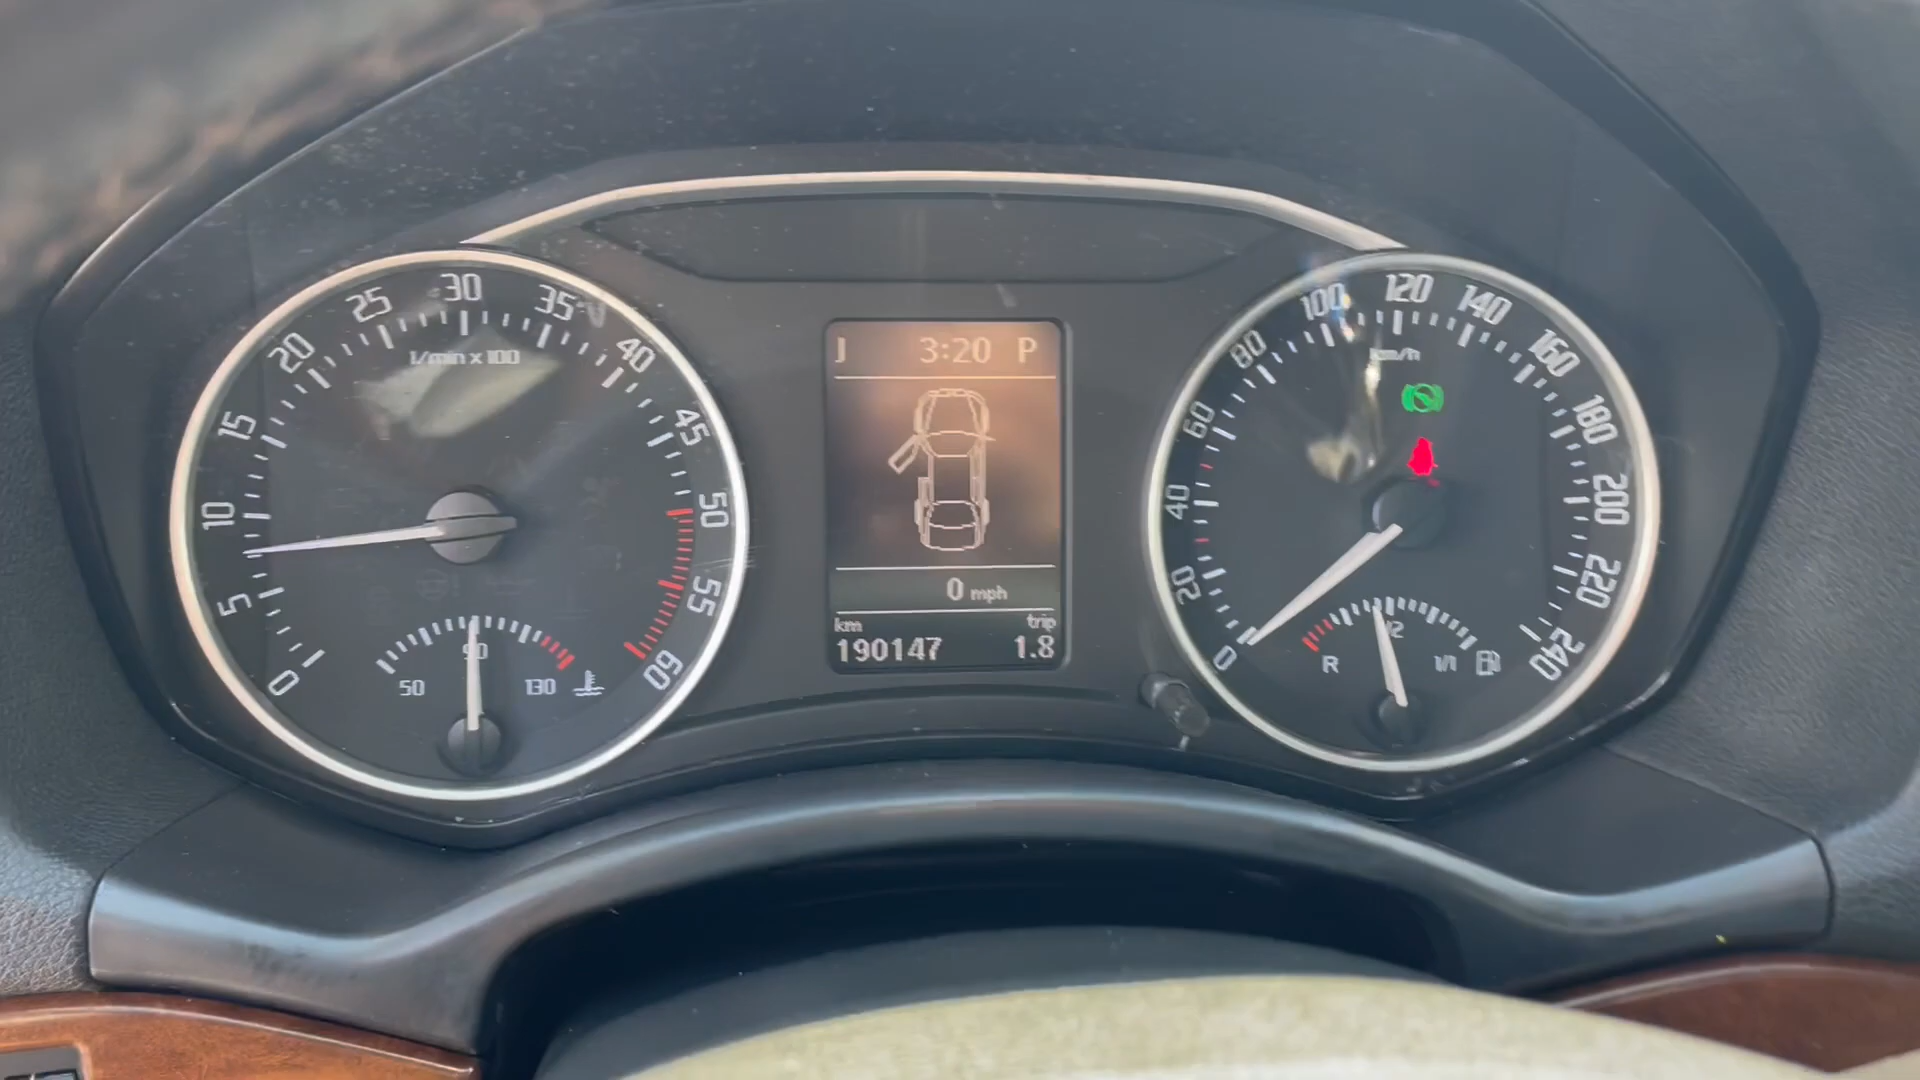 0 5 10 15 20 25 30 35 40 45 50 55 60
1/min x 100
50 90 130
3:20 P
0 mph
km trip
190147 1.8
0 20 40 60 80 100 120 140 160 180 200 220 240
km/h
R 1/2 1/1